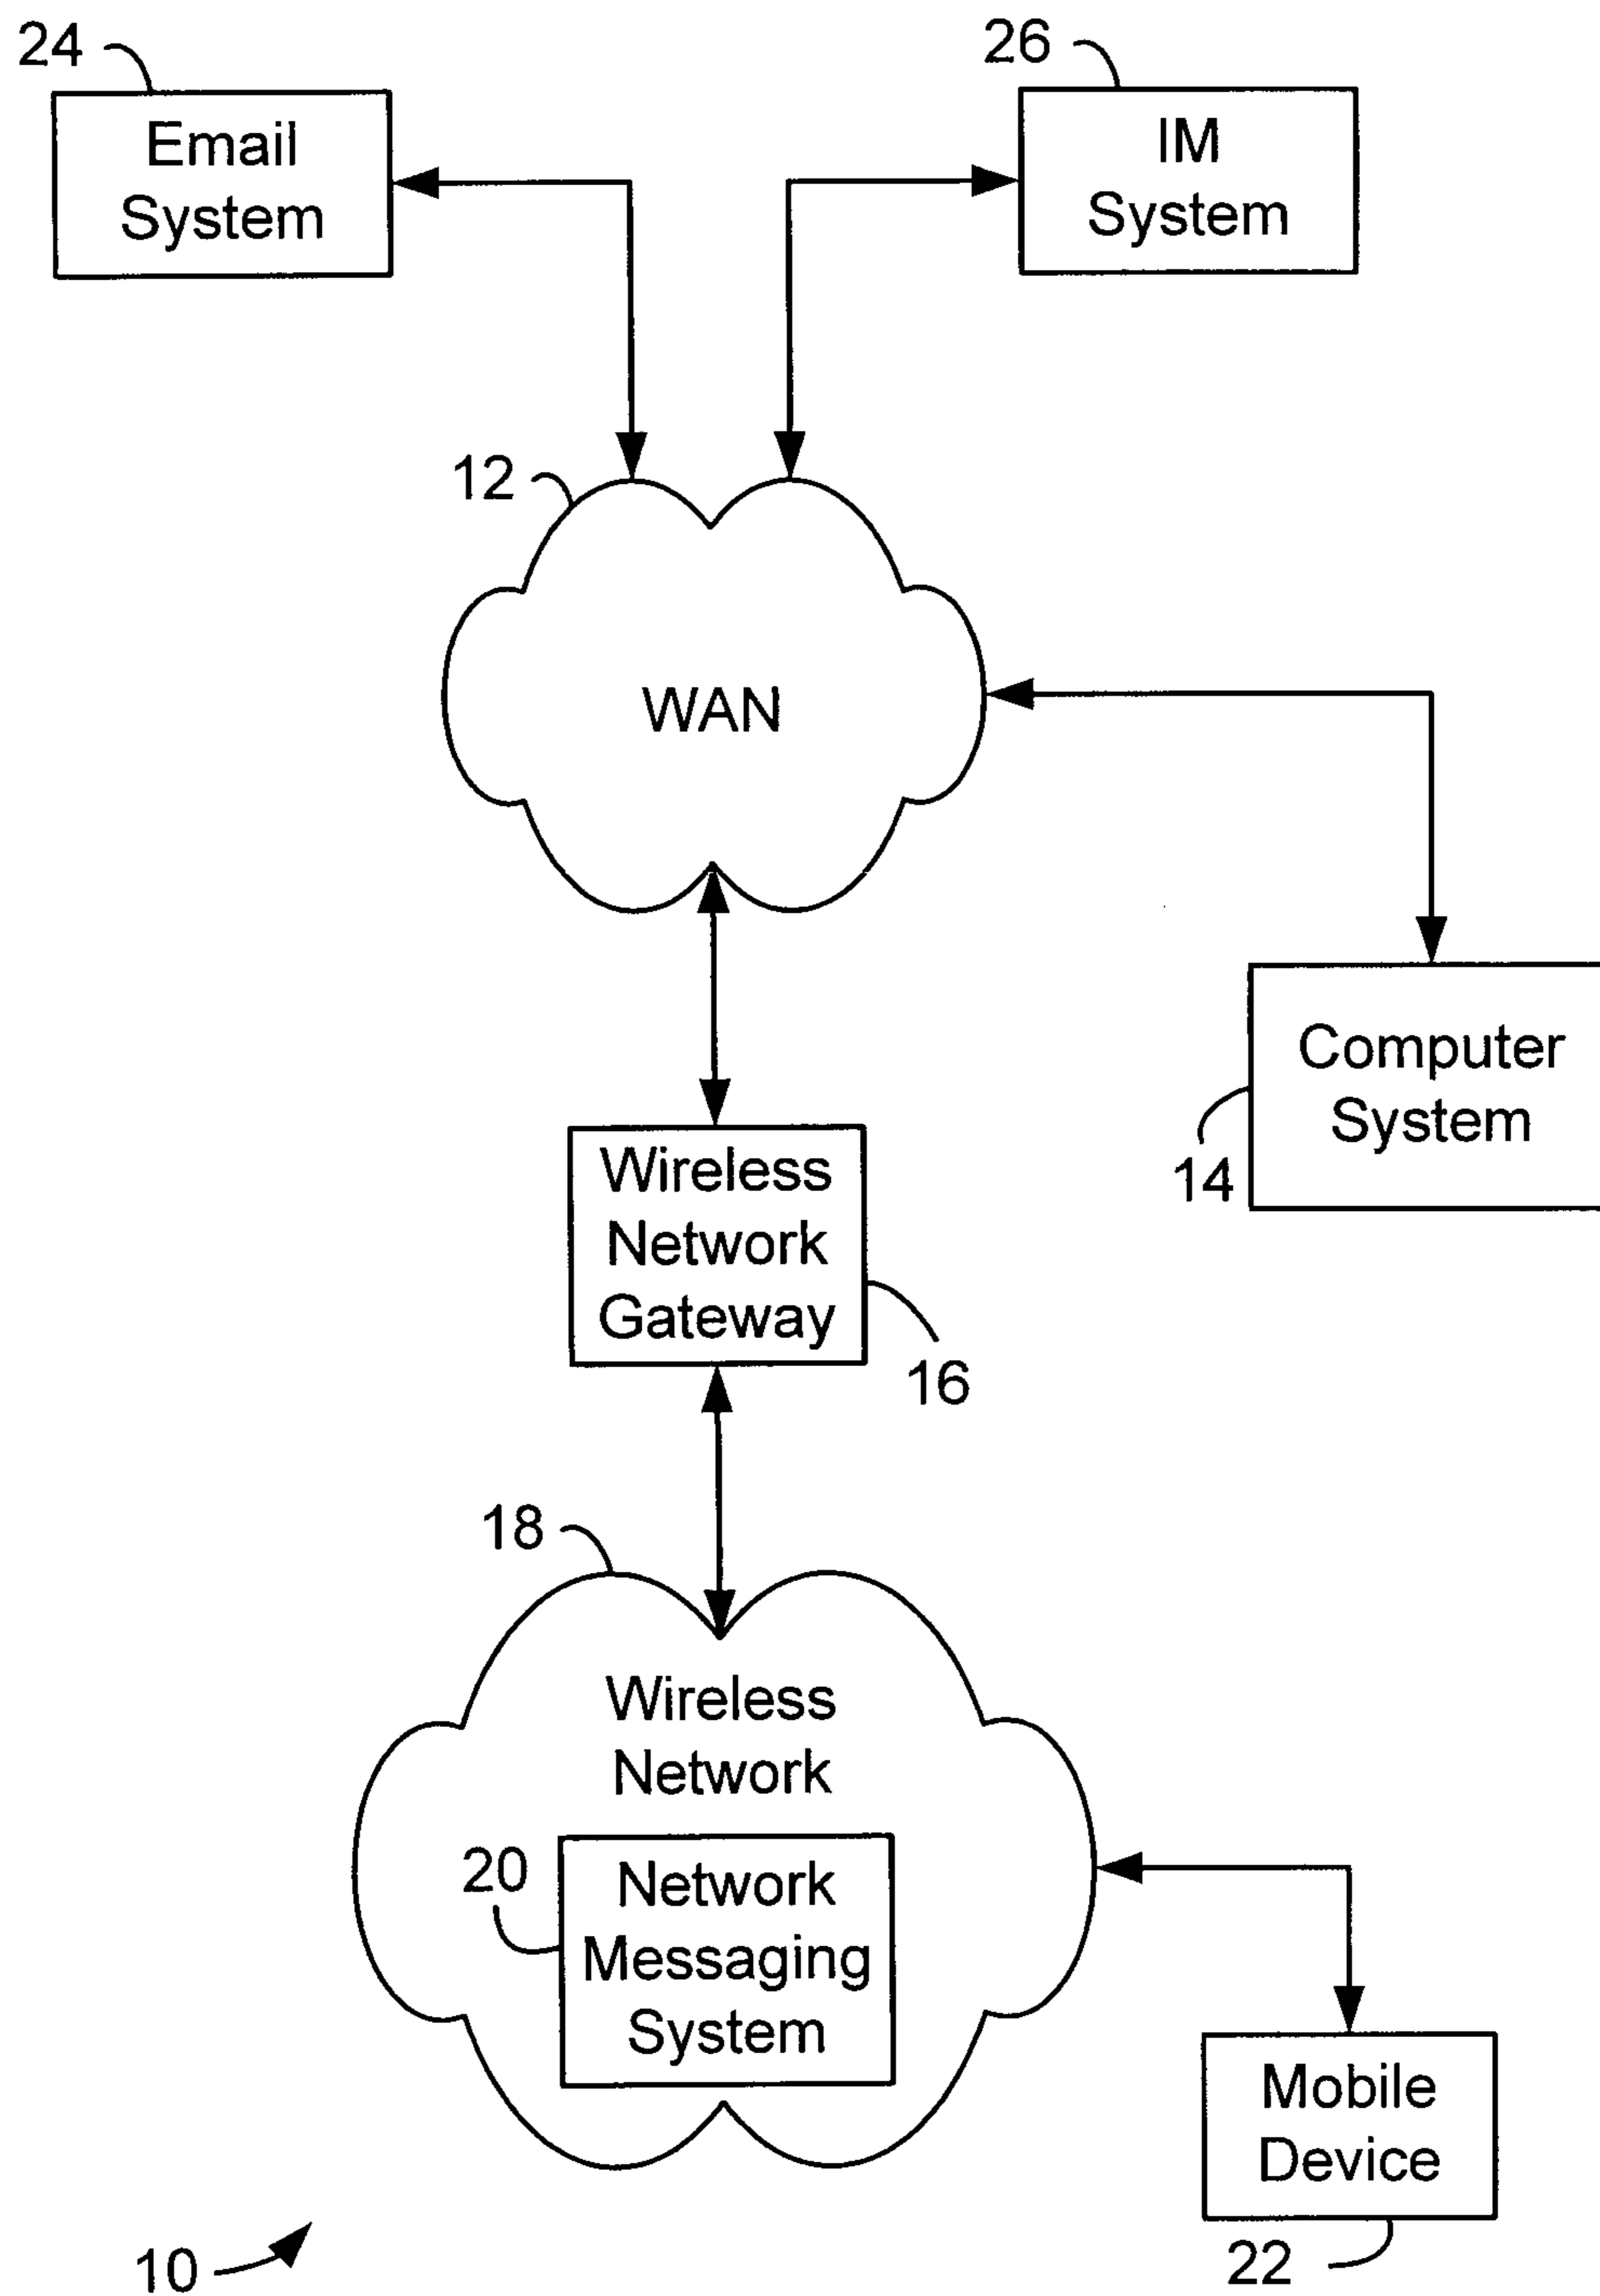 24
26
Email
System
IM
System
12
WAN
Computer
System
14
Wireless
Network
Gateway
16
18
Wireless
Network
20
Network
Messaging
System
Mobile
Device
22
10